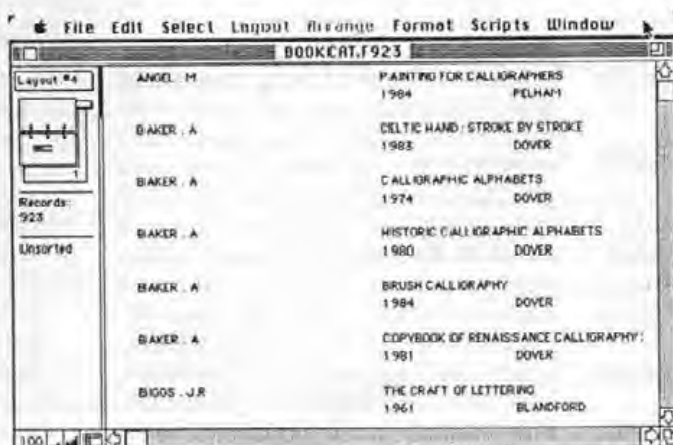 File Edit Select Layout Arrange Format Scripts Window
BOOKCAT.F923
Layout #4
1
Records:
923
Unsorted
ANGEL . M PAINTING FOR CALLIGRAPHERS
1984 PELHAM
BAKER . A CELTIC HAND : STROKE BY STROKE
1983 DOVER
BAKER . A CALLIGRAPHIC ALPHABETS
1974 DOVER
BAKER . A HISTORIC CALLIGRAPHIC ALPHABETS
1980 DOVER
BAKER . A BRUSH CALLIGRAPHY
1984 DOVER
BAKER . A COPYBOOK OF RENAISSANCE CALLIGRAPHY:
1981 DOVER
BIGGS . J.R THE CRAFT OF LETTERING
1961 BLANDFORD
100